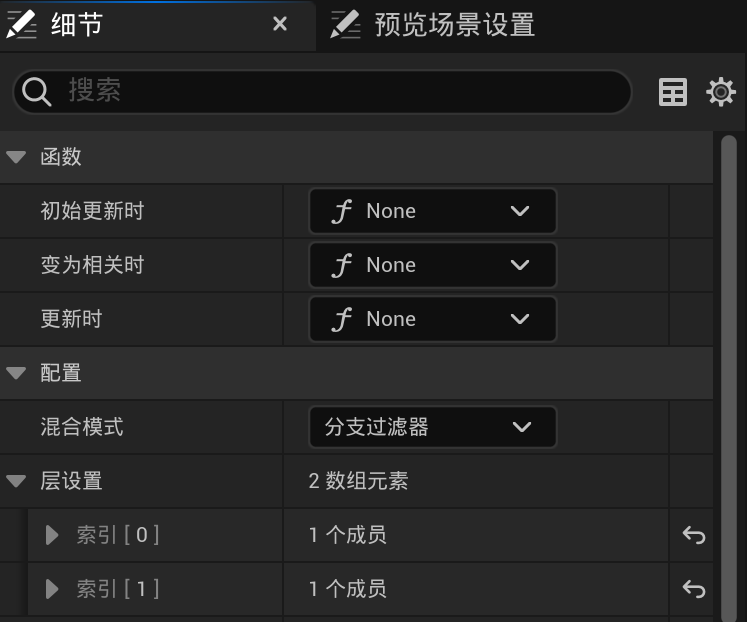 细节 预览场景设置
搜索
函数
初始更新时 None
变为相关时 None
更新时 None
配置
混合模式 分支过滤器
层设置 2 数组元素
索引 [ 0 ] 1 个成员
索引 [ 1 ] 1 个成员